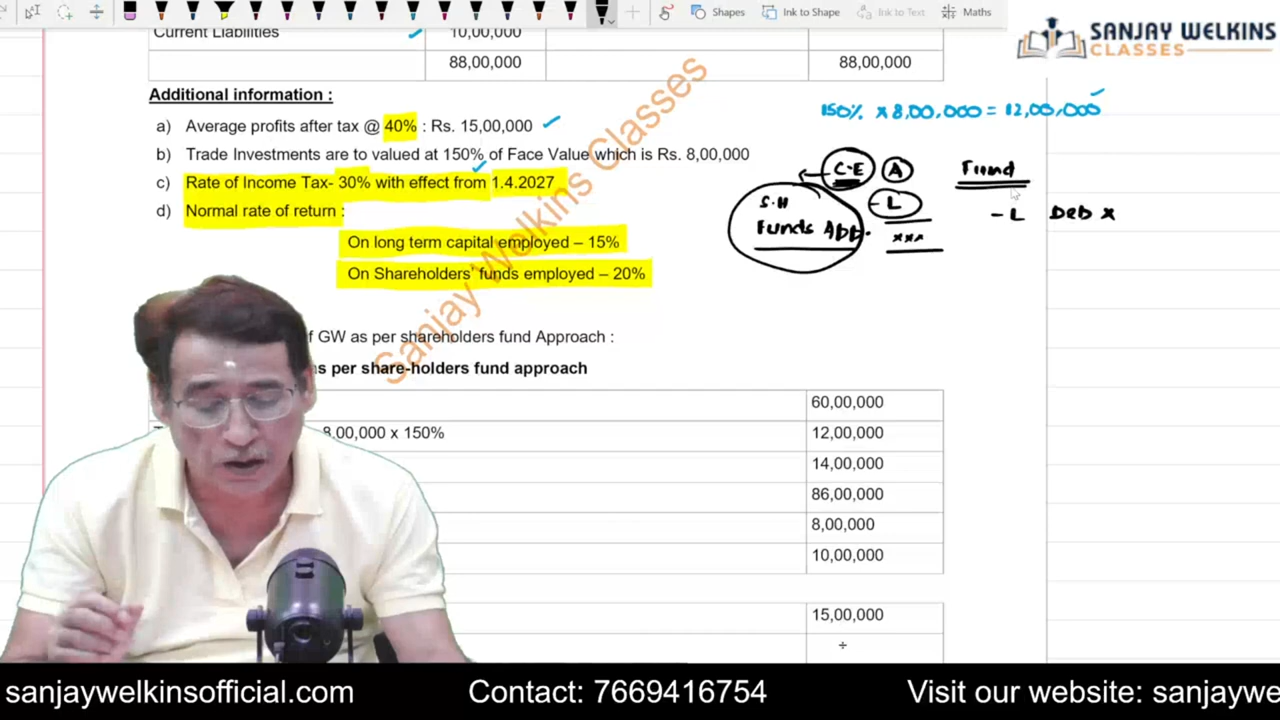 Shapes Ink to Shape Ink to Text Maths
SANJAY WELKINS
CLASSES
Current Liabilities 10,00,000
88,00,000 88,00,000
Additional information :
a) Average profits after tax @ 40% : Rs. 15,00,000
b) Trade Investments are to valued at 150% of Face Value which is Rs. 8,00,000
c) Rate of Income Tax- 30% with effect from 1.4.2027
d) Normal rate of return :
On long term capital employed – 15%
On Shareholders' funds employed – 20%
150% x 8,00,000 = 12,00,000
C.E A Fund
S.H - L - L Deb x
Funds App. xxx
Sanjay Welkins Classes
f GW as per shareholders fund Approach :
s per share-holders fund approach
60,00,000
8,00,000 x 150% 12,00,000
14,00,000
86,00,000
8,00,000
10,00,000
15,00,000
÷
sanjaywelkinsofficial.com Contact: 7669416754 Visit our website: sanjaywe